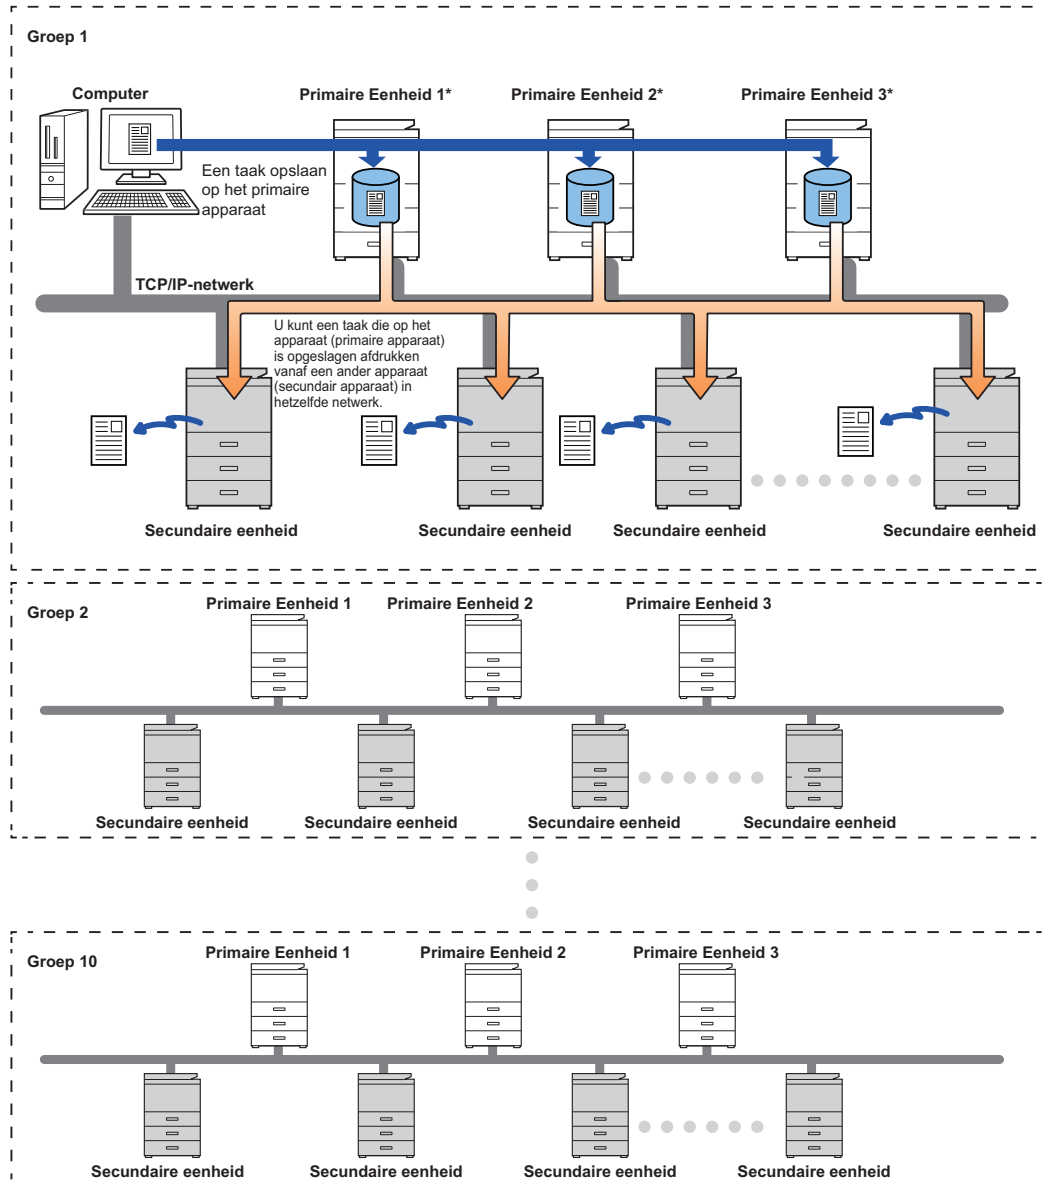 Groep 1
Computer
Primaire Eenheid 1*
Primaire Eenheid 2*
Primaire Eenheid 3*
Een taak opslaan
op het primaire
apparaat
TCP/IP-netwerk
U kunt een taak die op het
apparaat (primaire apparaat)
is opgeslagen afdrukken
vanaf een ander apparaat
(secundair apparaat) in
hetzelfde netwerk.
Secundaire eenheid
Secundaire eenheid
Secundaire eenheid
Secundaire eenheid
Groep 2
Primaire Eenheid 1
Primaire Eenheid 2
Primaire Eenheid 3
Secundaire eenheid
Secundaire eenheid
Secundaire eenheid
Secundaire eenheid
Groep 10
Primaire Eenheid 1
Primaire Eenheid 2
Primaire Eenheid 3
Secundaire eenheid
Secundaire eenheid
Secundaire eenheid
Secundaire eenheid